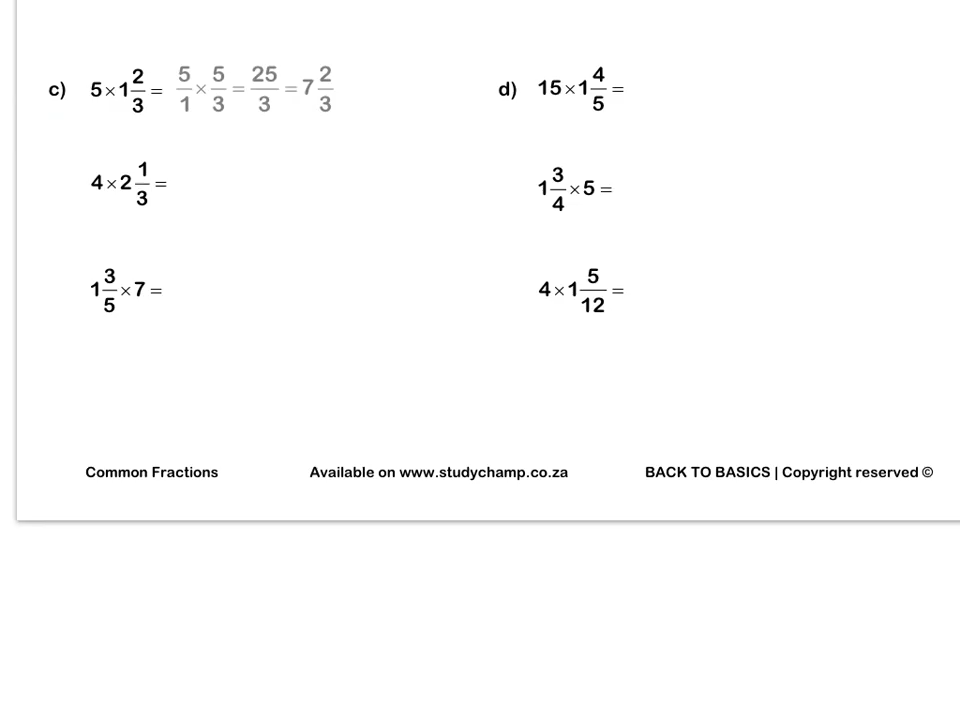 c) 5 × 1 2/3 = 5/1 × 5/3 = 25/3 = 7 2/3
d) 15 × 1 4/5 =
4 × 2 1/3 =
1 3/4 × 5 =
1 3/5 × 7 =
4 × 1 5/12 =
Common Fractions Available on www.studychamp.co.za BACK TO BASICS | Copyright reserved ©